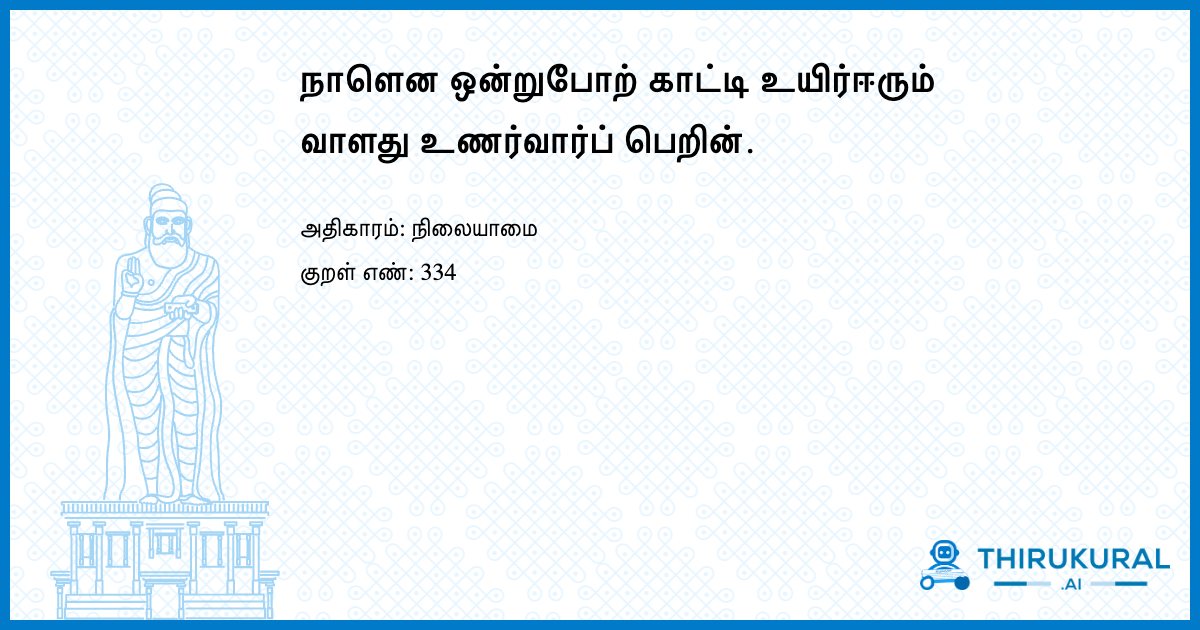 நாளென ஒன்றுபோற் காட்டி உயிர்ஈரும்
வாளது உணர்வார்ப் பெறின்.
அதிகாரம்: நிலையாமை
குறள் எண்: 334
THIRUKURAL
.AI